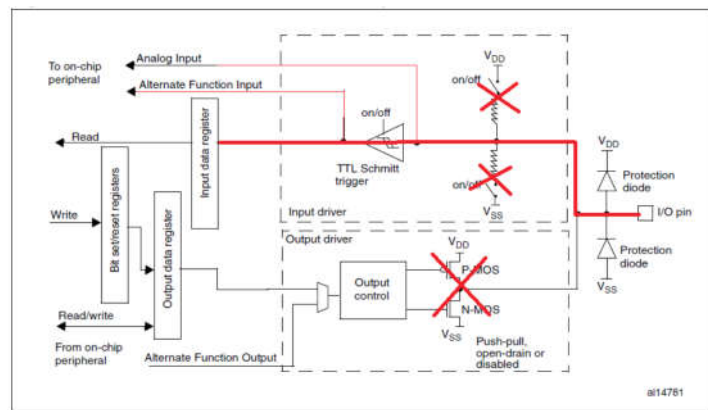 To on-chip
peripheral
Analog Input
Alternate Function Input
Read
Input data register
Write
Bit set/reset registers
Output data register
Read/write
From on-chip
peripheral
Alternate Function Output
on/off
TTL Schmitt
trigger
VDD
on/off
on/off
VSS
Input driver
Output driver
Output
control
VDD
P-MOS
N-MOS
VSS
Push-pull,
open-drain or
disabled
VDD
Protection
diode
I/O pin
Protection
diode
VSS
ai14781